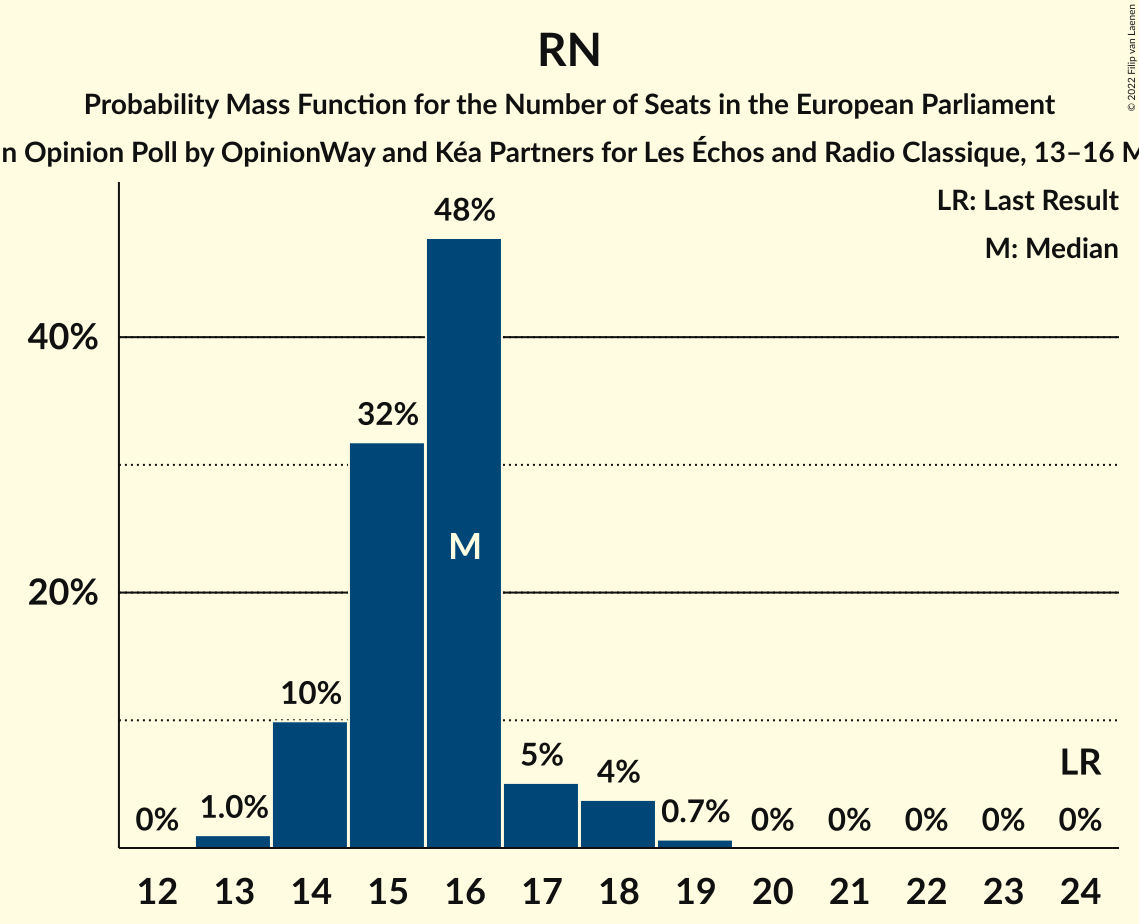 RN
Probability Mass Function for the Number of Seats in the European Parliament
n Opinion Poll by OpinionWay and Kéa Partners for Les Échos and Radio Classique, 13–16 M
© 2022 Filip van Laenen
LR: Last Result
M: Median
48%
40%
32%
M
20%
10%
LR
5%
4%
0%
1.0%
0.7%
0%
0%
0%
0%
0%
12 13 14 15 16 17 18 19 20 21 22 23 24